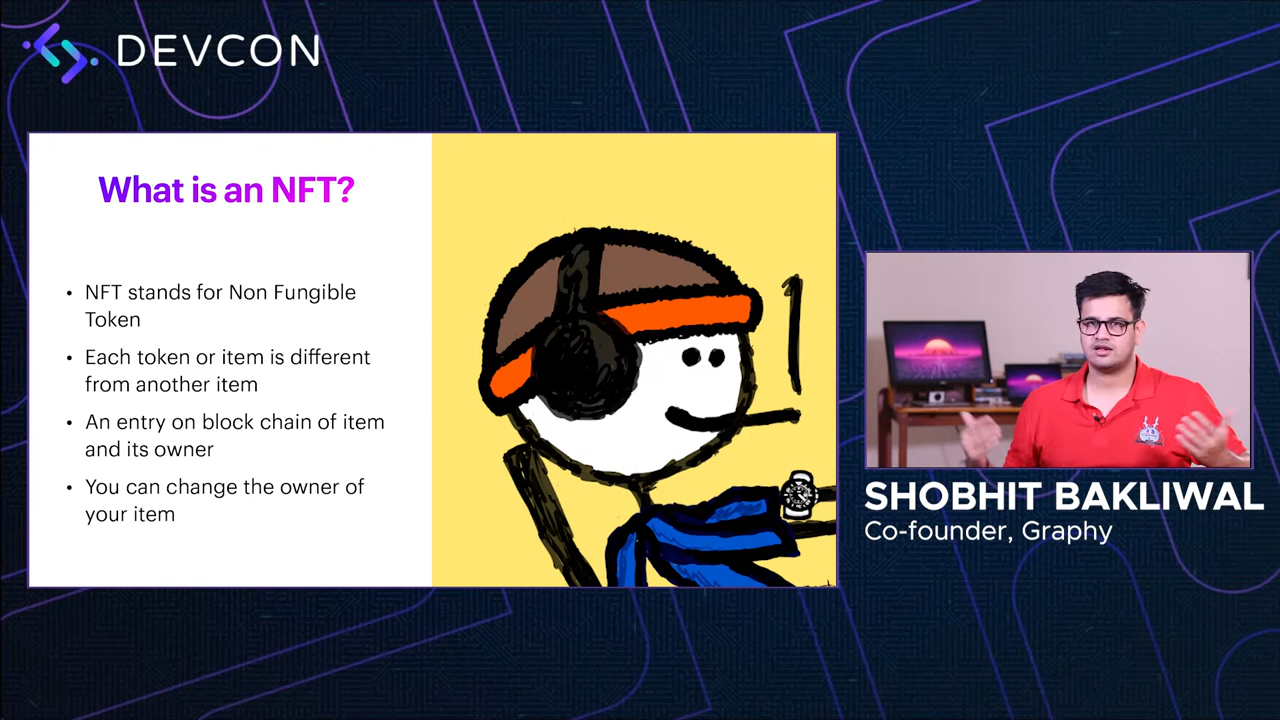 DEVCON
What is an NFT?
• NFT stands for Non Fungible
Token
• Each token or item is different
from another item
• An entry on block chain of item
and its owner
• You can change the owner of
your item
SHOBHIT BAKLIWAL
Co-founder, Graphy